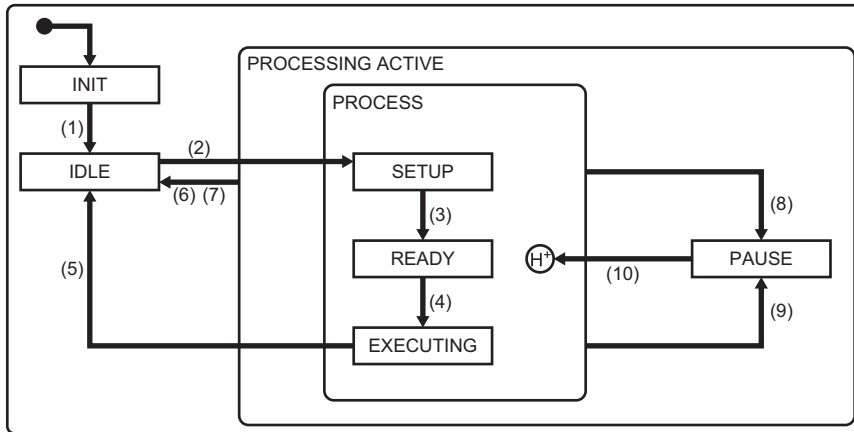 INIT
PROCESSING ACTIVE
PROCESS
(1)
(2)
IDLE
SETUP
(6) (7)
(8)
(3)
(5)
READY
H+
PAUSE
(10)
(4)
(9)
EXECUTING